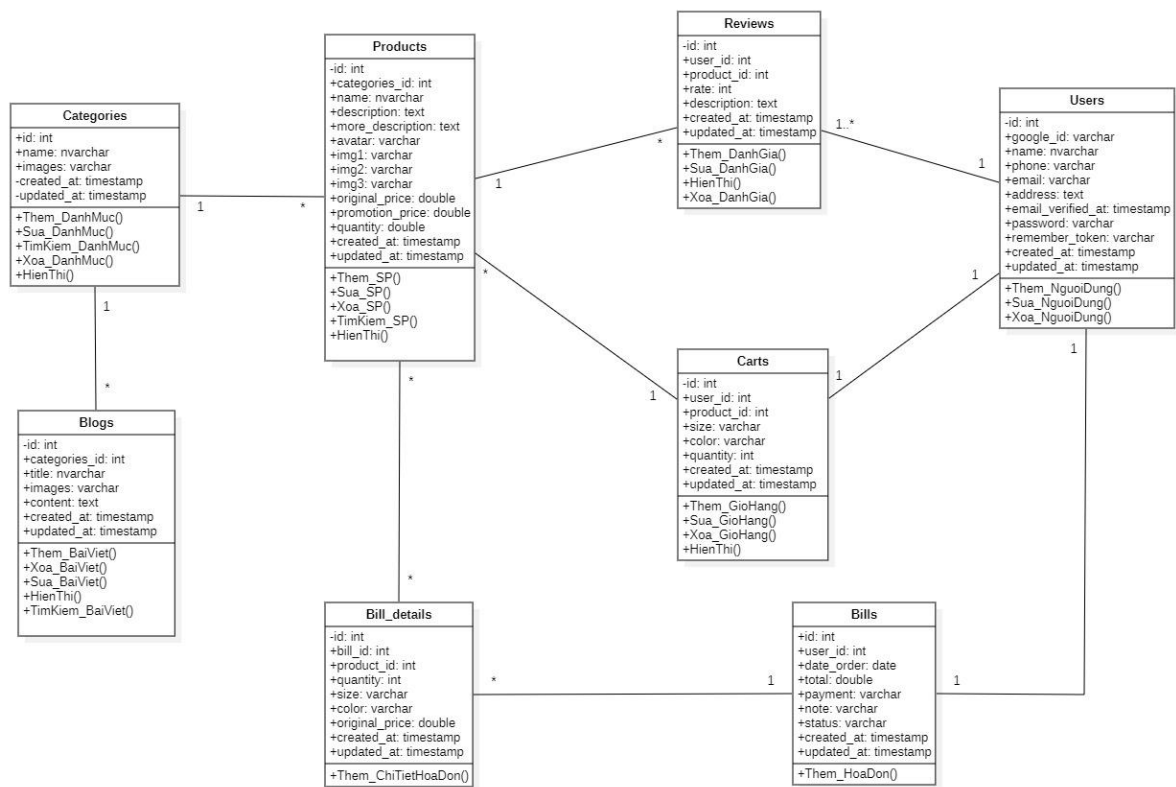 Categories
+id: int
+name: nvarchar
+images: varchar
-created_at: timestamp
-updated_at: timestamp
+Them_DanhMuc()
+Sua_DanhMuc()
+TimKiem_DanhMuc()
+Xoa_DanhMuc()
+HienThi()
1
*
1
*
Blogs
-id: int
+categories_id: int
+title: nvarchar
+images: varchar
+content: text
+created_at: timestamp
+updated_at: timestamp
+Them_BaiViet()
+Xoa_BaiViet()
+Sua_BaiViet()
+HienThi()
+TimKiem_BaiViet()
Products
-id: int
+categories_id: int
+name: nvarchar
+description: text
+more_description: text
+avatar: varchar
+img1: varchar
+img2: varchar
+img3: varchar
+original_price: double
+promotion_price: double
+quantity: double
+created_at: timestamp
+updated_at: timestamp
+Them_SP()
+Sua_SP()
+Xoa_SP()
+TimKiem_SP()
+HienThi()
1
*
*
1
*
*
Bill_details
-id: int
+bill_id: int
+product_id: int
+quantity: int
+size: varchar
+color: varchar
+original_price: double
+created_at: timestamp
+updated_at: timestamp
+Them_ChiTietHoaDon()
*
1
Reviews
-id: int
+user_id: int
+product_id: int
+rate: int
+description: text
+created_at: timestamp
+updated_at: timestamp
+Them_DanhGia()
+Sua_DanhGia()
+HienThi()
+Xoa_DanhGia()
1..*
1
Carts
-id: int
+user_id: int
+product_id: int
+size: varchar
+color: varchar
+quantity: int
+created_at: timestamp
+updated_at: timestamp
+Them_GioHang()
+Sua_GioHang()
+Xoa_GioHang()
+HienThi()
1
1
Bills
+id: int
+user_id: int
+date_order: date
+total: double
+payment: varchar
+note: varchar
+status: varchar
+created_at: timestamp
+updated_at: timestamp
+Them_HoaDon()
1
1
Users
-id: int
+google_id: varchar
+name: nvarchar
+phone: varchar
+email: varchar
+address: text
+email_verified_at: timestamp
+password: varchar
+remember_token: varchar
+created_at: timestamp
+updated_at: timestamp
+Them_NguoiDung()
+Sua_NguoiDung()
+Xoa_NguoiDung()